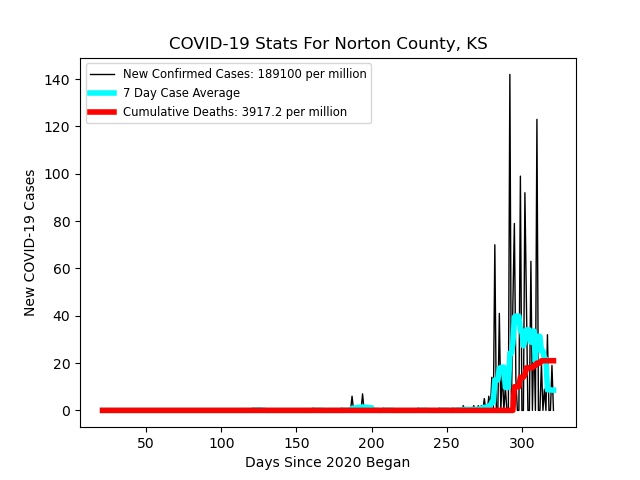 COVID-19 Stats For Norton County, KS
New Confirmed Cases: 189100 per million
7 Day Case Average
Cumulative Deaths: 3917.2 per million
New COVID-19 Cases
140
120
100
80
60
40
20
0
50 100 150 200 250 300
Days Since 2020 Began